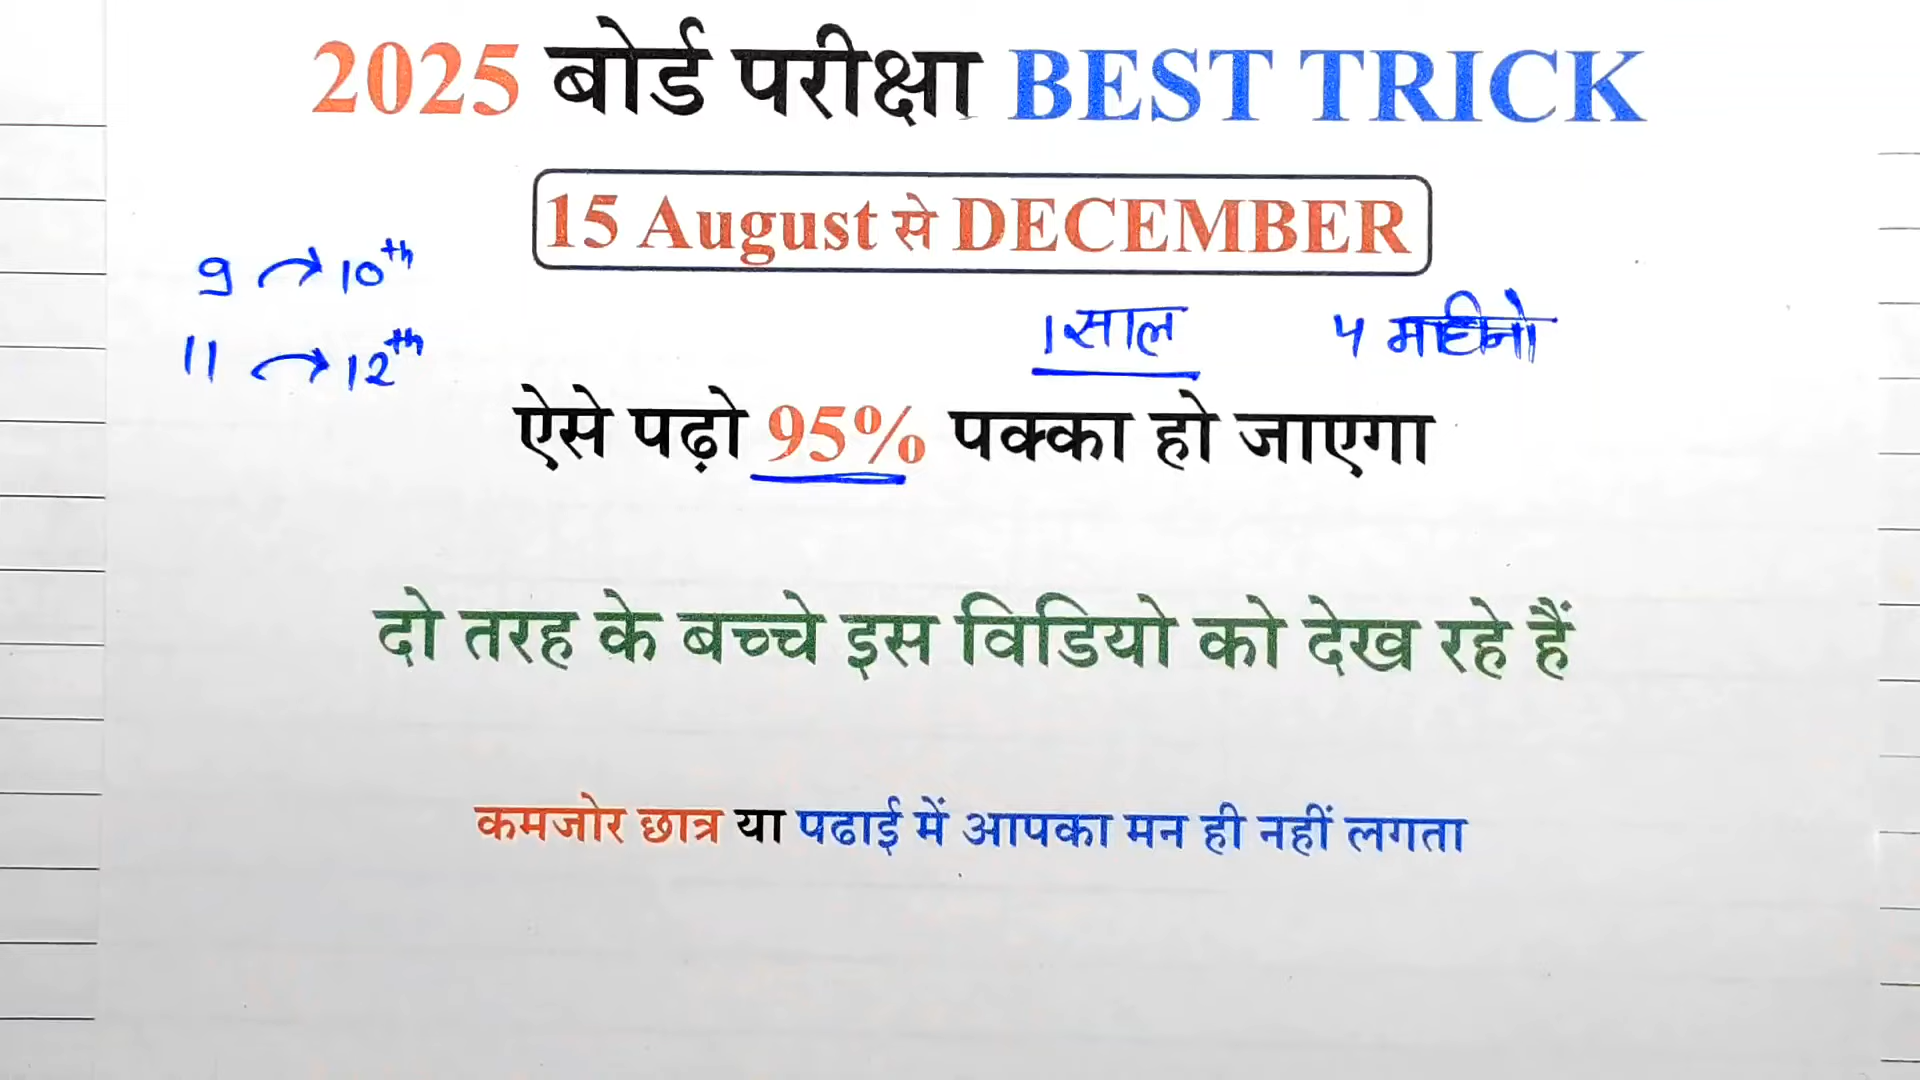 2025 बोर्ड परीक्षा BEST TRICK
15 August से DECEMBER
9 → 10th
11 → 12th
1 साल 4 महीनो
ऐसे पढ़ो 95% पक्का हो जाएगा
दो तरह के बच्चे इस विडियो को देख रहे हैं
कमजोर छात्र या पढाई में आपका मन ही नहीं लगता